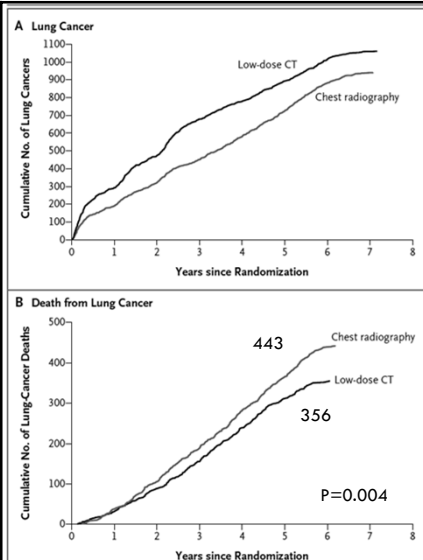 A Lung Cancer
Cumulative No. of Lung Cancers
1100
1000
900
800
700
600
500
400
300
200
100
0
Low-dose CT
Chest radiography
0 1 2 3 4 5 6 7 8
Years since Randomization
B Death from Lung Cancer
Cumulative No. of Lung-Cancer Deaths
500
400
300
200
100
0
443
Chest radiography
Low-dose CT
356
P=0.004
0 1 2 3 4 5 6 7 8
Years since Randomization